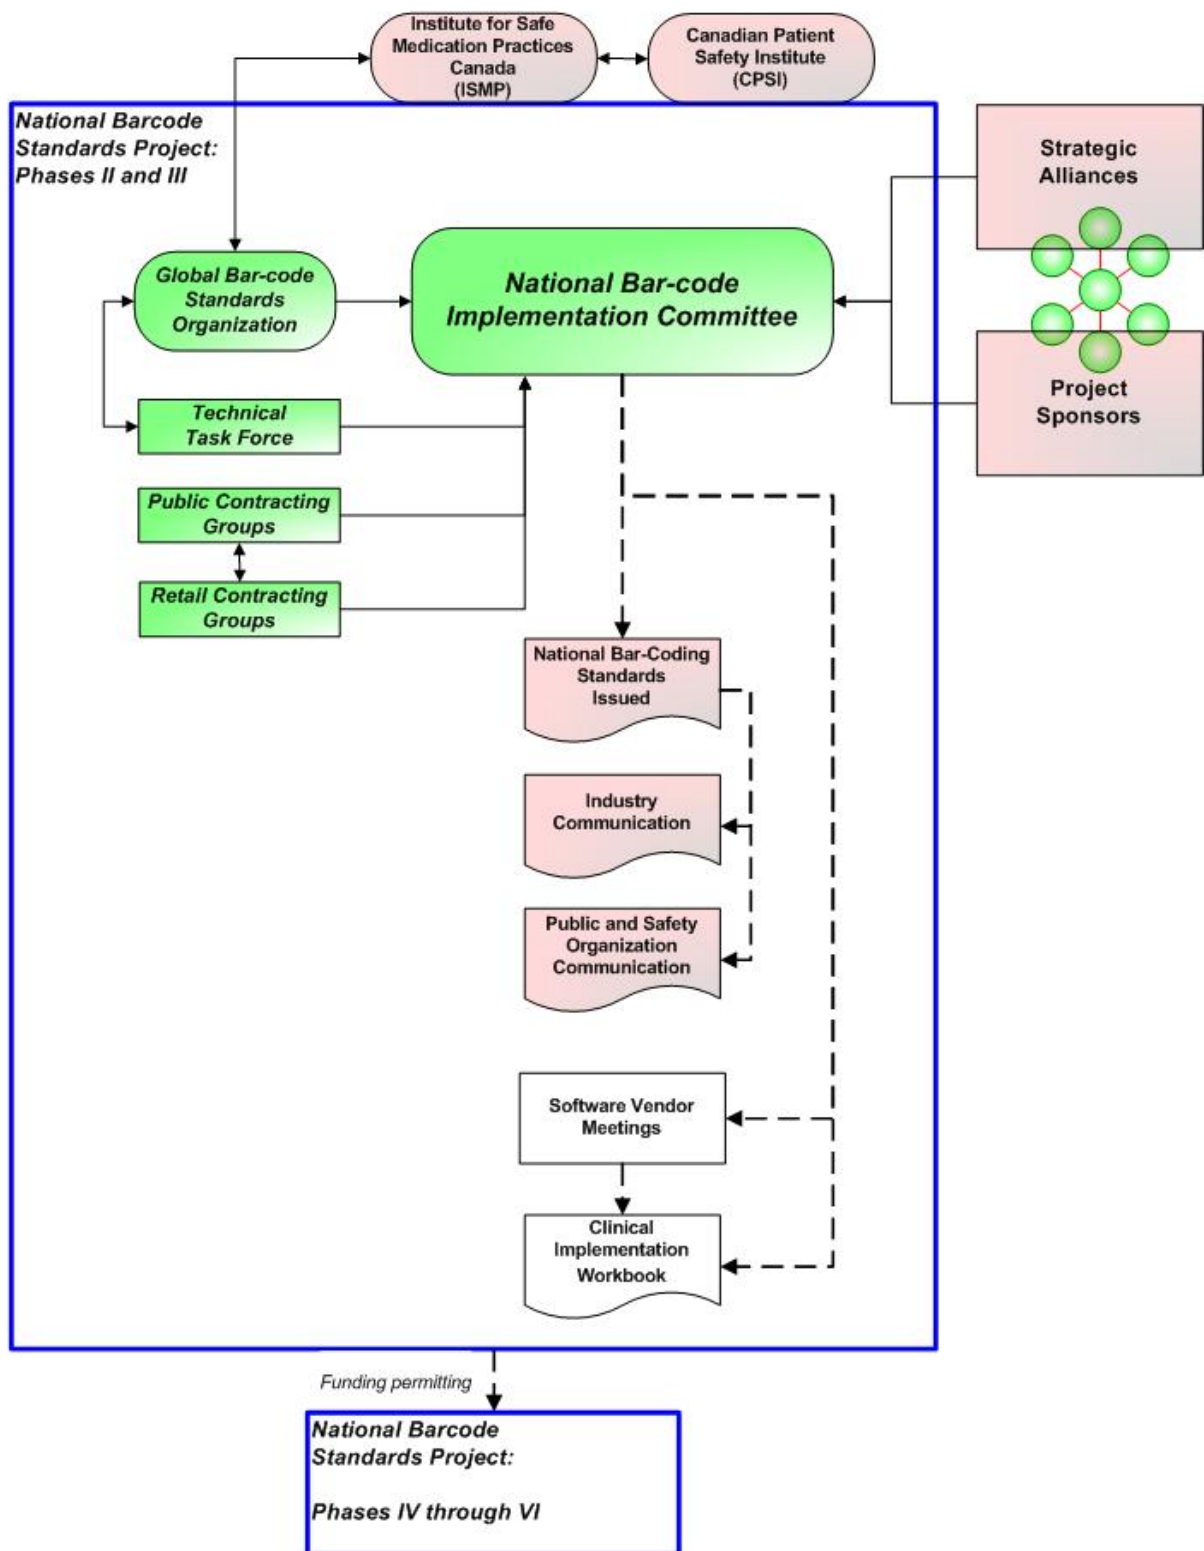 Institute for Safe
Medication Practices
Canada
(ISMP)
Canadian Patient
Safety Institute
(CPSI)
National Barcode
Standards Project:
Phases II and III
Strategic
Alliances
Global Bar-code
Standards
Organization
National Bar-code
Implementation Committee
Project
Sponsors
Technical
Task Force
Public Contracting
Groups
Retail Contracting
Groups
National Bar-Coding
Standards
Issued
Industry
Communication
Public and Safety
Organization
Communication
Software Vendor
Meetings
Clinical
Implementation
Workbook
Funding permitting
National Barcode
Standards Project:
Phases IV through VI